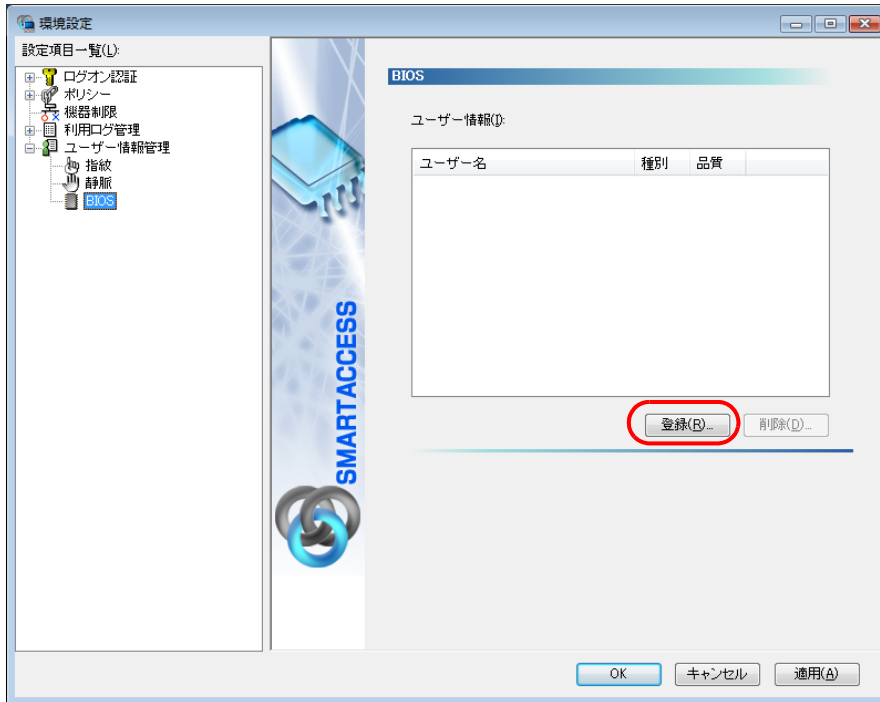 環境設定
設定項目一覧(L):
ログオン認証
ポリシー
機器制限
利用ログ管理
ユーザー情報管理
指紋
静脈
BIOS
SMARTACCESS
BIOS
ユーザー情報(I):
ユーザー名 種別 品質
登録(R)... 削除(D)...
OK キャンセル 適用(A)